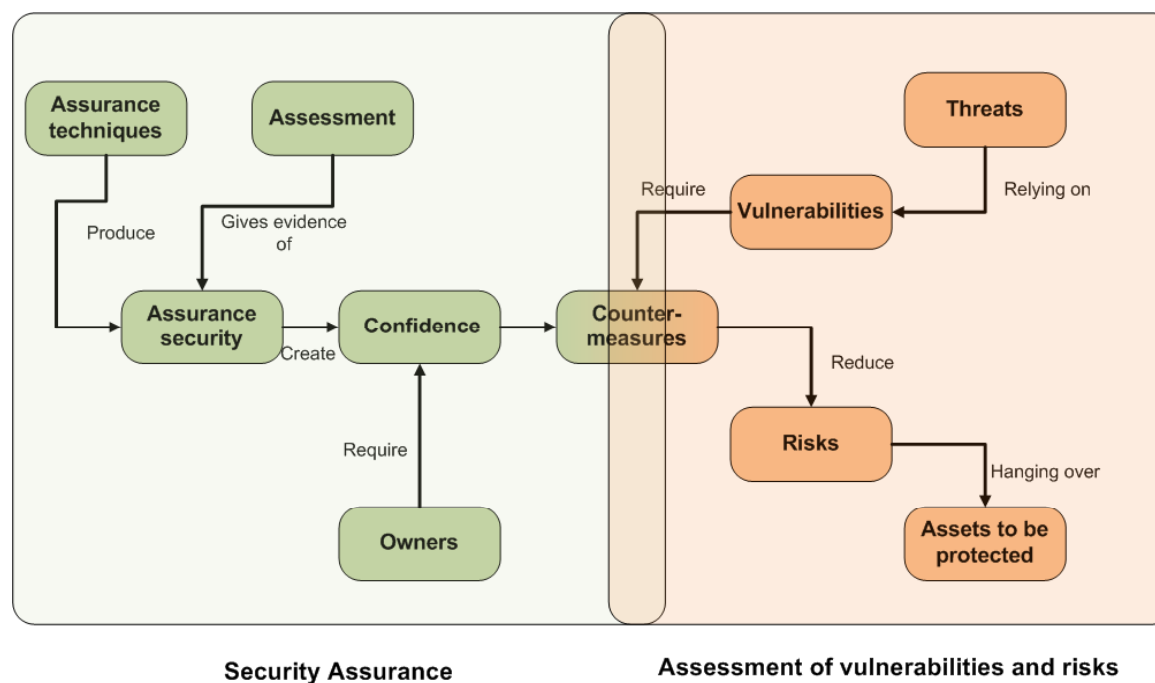 Assurance
techniques
Assessment
Threats
Require
Relying on
Vulnerabilities
Produce
Gives evidence
of
Assurance
security
Create
Confidence
Counter-
measures
Reduce
Require
Risks
Hanging over
Owners
Assets to be
protected
Security Assurance
Assessment of vulnerabilities and risks